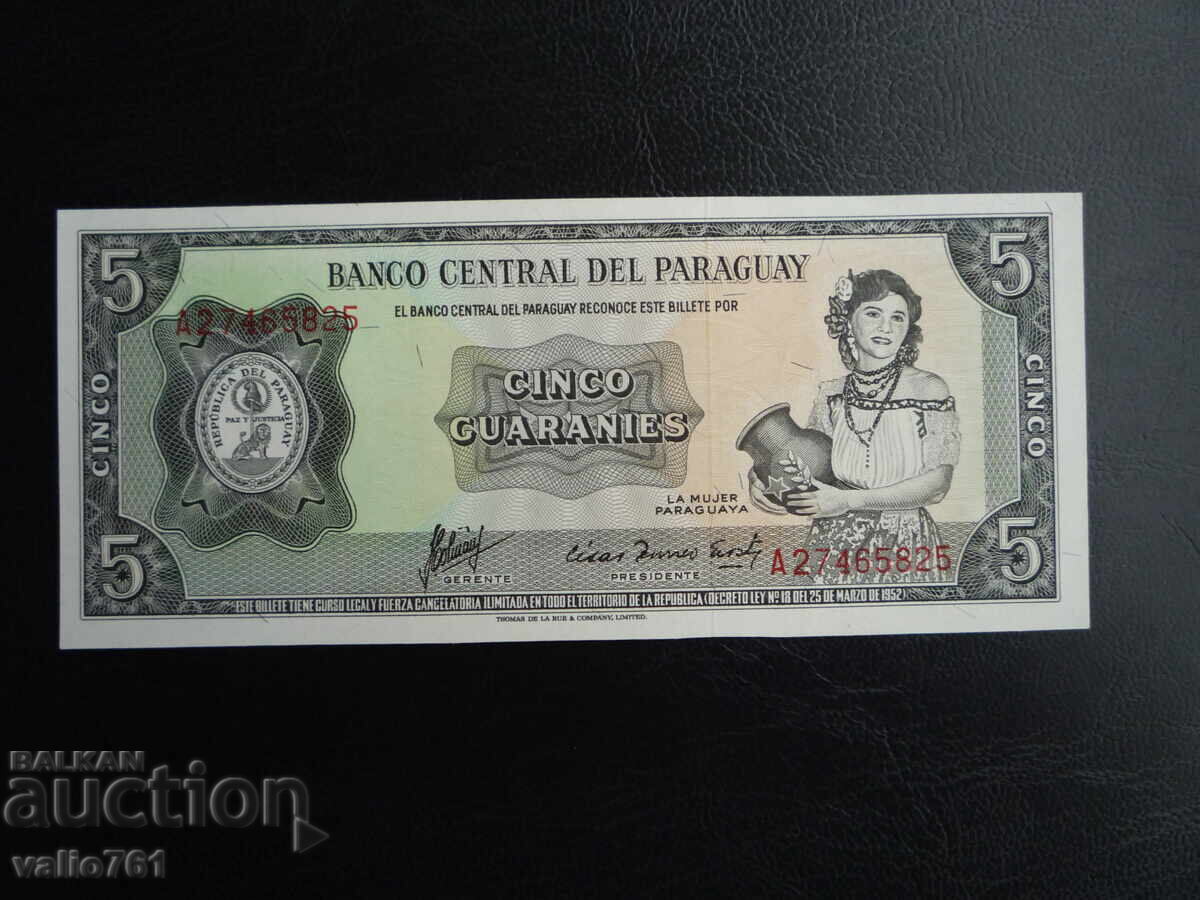 5
5
BANCO CENTRAL DEL PARAGUAY
EL BANCO CENTRAL DEL PARAGUAY RECONOCE ESTE BILLETE POR
A27465825
CINCO
REPÚBLICA DEL PARAGUAY
PAZ Y JUSTICIA
CINCO
GUARANIES
CINCO
LA MUJER
PARAGUAYA
5
GERENTE
PRESIDENTE
A27465825
5
ESTE BILLETE TIENE CURSO LEGAL Y FUERZA CANCELATORIA ILIMITADA EN TODO EL TERRITORIO DE LA REPUBLICA (DECRETO LEY Nº 18 DEL 25 DE MARZO DE 1952)
THOMAS DE LA RUE & COMPANY, LIMITED.
BALKAN
auction
valio761